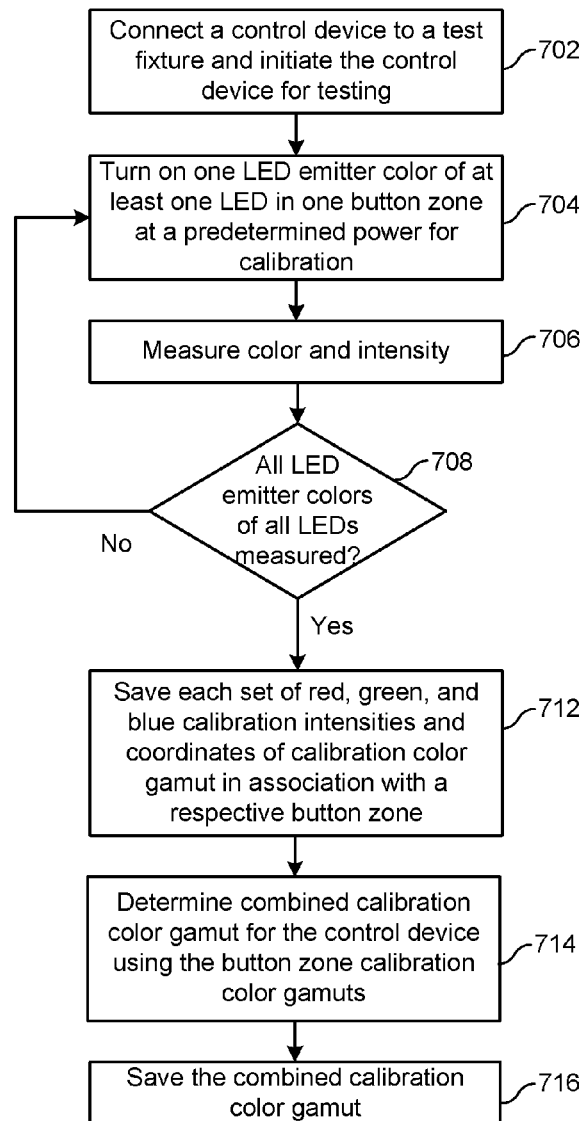 Connect a control device to a test
fixture and initiate the control
device for testing
702
Turn on one LED emitter color of at
least one LED in one button zone
at a predetermined power for
calibration
704
Measure color and intensity
706
All LED
emitter colors
of all LEDs
measured?
708
No
Yes
Save each set of red, green, and
blue calibration intensities and
coordinates of calibration color
gamut in association with a
respective button zone
712
Determine combined calibration
color gamut for the control device
using the button zone calibration
color gamuts
714
Save the combined calibration
color gamut
716